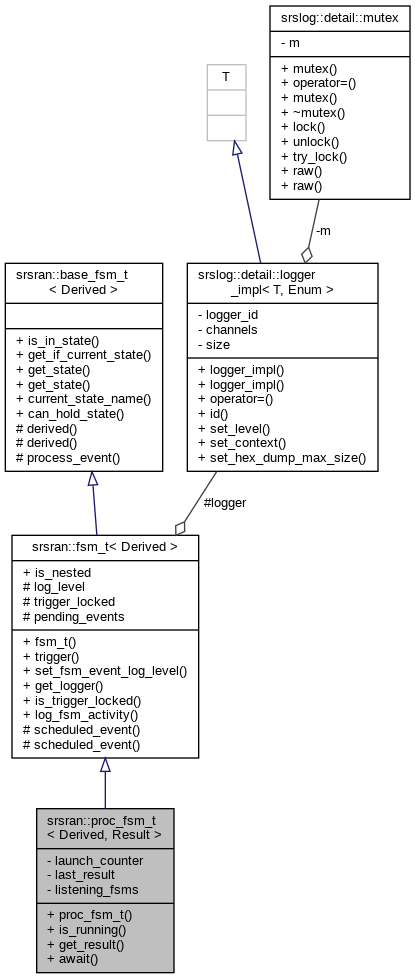 srslog::detail::mutex
- m
+ mutex()
+ operator=()
+ mutex()
+ ~mutex()
+ lock()
+ unlock()
+ try_lock()
+ raw()
+ raw()
T
-m
srsran::base_fsm_t
< Derived >
+ is_in_state()
+ get_if_current_state()
+ get_state()
+ get_state()
+ current_state_name()
+ can_hold_state()
# derived()
# derived()
# process_event()
srslog::detail::logger
_impl< T, Enum >
- logger_id
- channels
- size
+ logger_impl()
+ logger_impl()
+ operator=()
+ id()
+ set_level()
+ set_context()
+ set_hex_dump_max_size()
#logger
srsran::fsm_t< Derived >
+ is_nested
# log_level
# trigger_locked
# pending_events
+ fsm_t()
+ trigger()
+ set_fsm_event_log_level()
+ get_logger()
+ is_trigger_locked()
+ log_fsm_activity()
# scheduled_event()
# scheduled_event()
srsran::proc_fsm_t
< Derived, Result >
- launch_counter
- last_result
- listening_fsms
+ proc_fsm_t()
+ is_running()
+ get_result()
+ await()